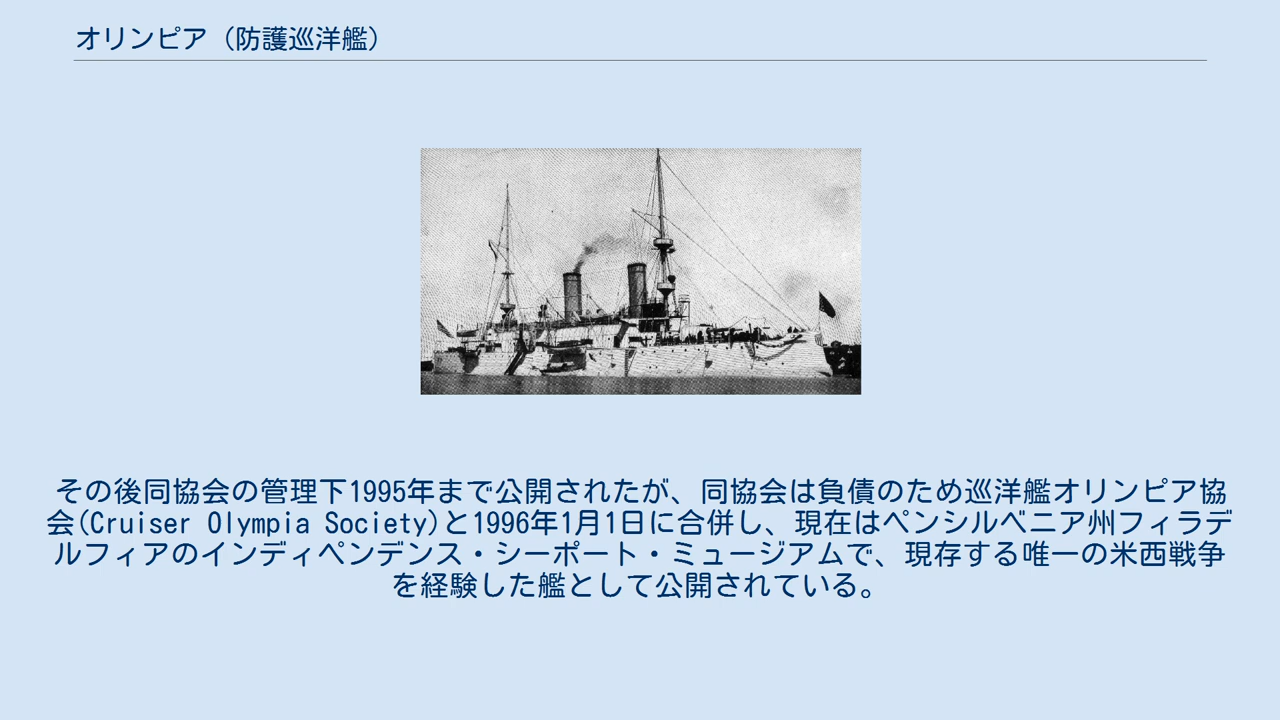 オリンピア（防護巡洋艦）
その後同協会の管理下1995年まで公開されたが、同協会は負債のため巡洋艦オリンピア協
会(Cruiser Olympia Society)と1996年1月1日に合併し、現在はペンシルベニア州フィラデ
ルフィアのインディペンデンス・シーポート・ミュージアムで、現存する唯一の米西戦争
を経験した艦として公開されている。